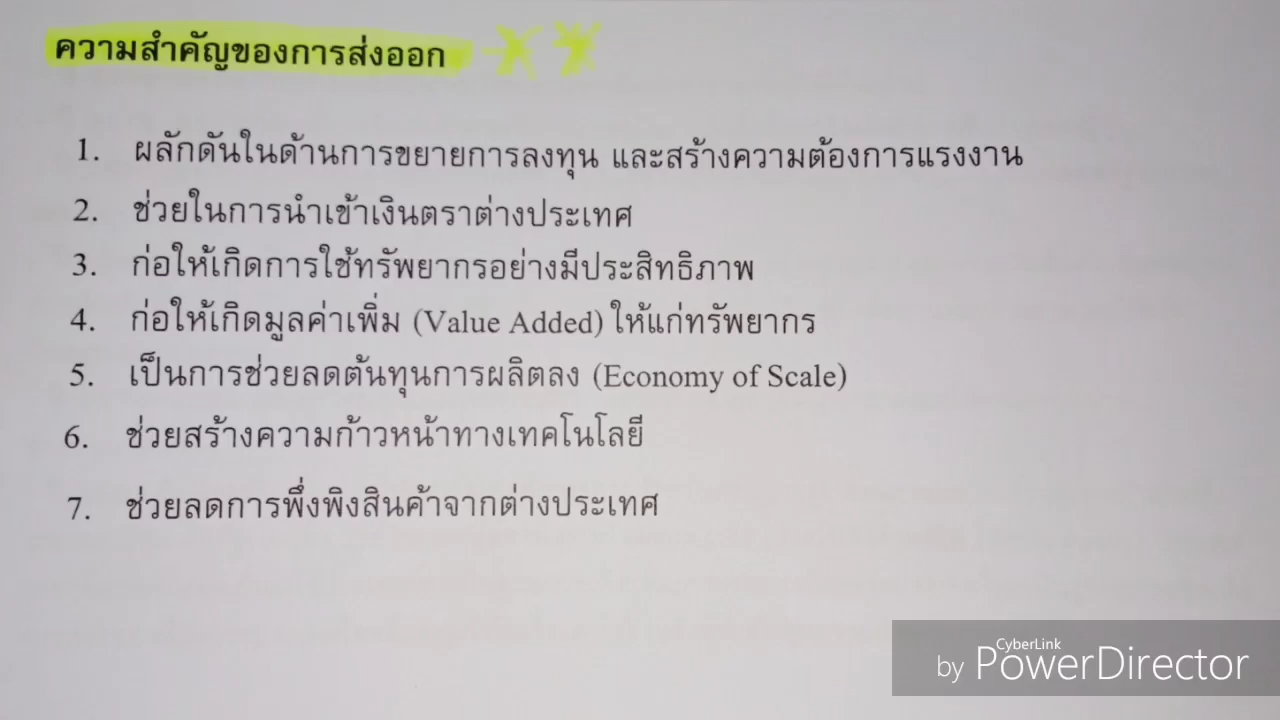 ความสำคัญของการส่งออก
1. ผลักดันในด้านการขยายการลงทุน และสร้างความต้องการแรงงาน
2. ช่วยในการนำเข้าเงินตราต่างประเทศ
3. ก่อให้เกิดการใช้ทรัพยากรอย่างมีประสิทธิภาพ
4. ก่อให้เกิดมูลค่าเพิ่ม (Value Added) ให้แก่ทรัพยากร
5. เป็นการช่วยลดต้นทุนการผลิตลง (Economy of Scale)
6. ช่วยสร้างความก้าวหน้าทางเทคโนโลยี
7. ช่วยลดการพึ่งพิงสินค้าจากต่างประเทศ
CyberLink
by PowerDirector